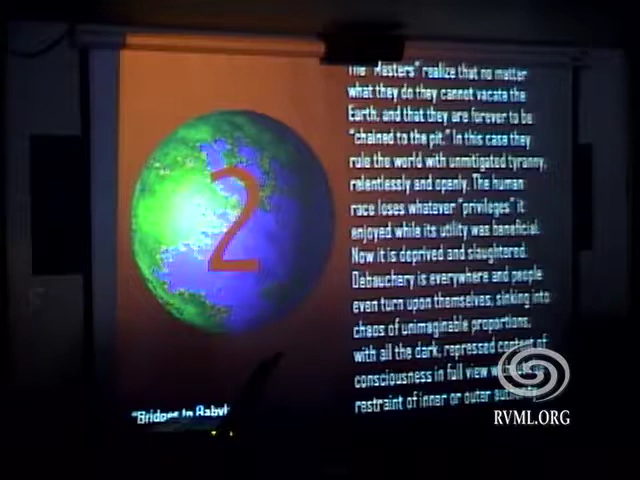 2
The "Masters" realize that no matter
what they do they cannot vacate the
Earth, and that they are forever to be
"chained to the pit." In this case they
rule the world with unmitigated tyranny,
relentlessly and openly. The human
race loses whatever "privileges" it
enjoyed while its utility was beneficial.
Now it is deprived and slaughtered.
Debauchery is everywhere and people
even turn upon themselves, sinking into
chaos of unimaginable proportions,
with all the dark, repressed content of
consciousness in full view
restraint of inner or outer
"Bridges to Babyl
RVML.ORG